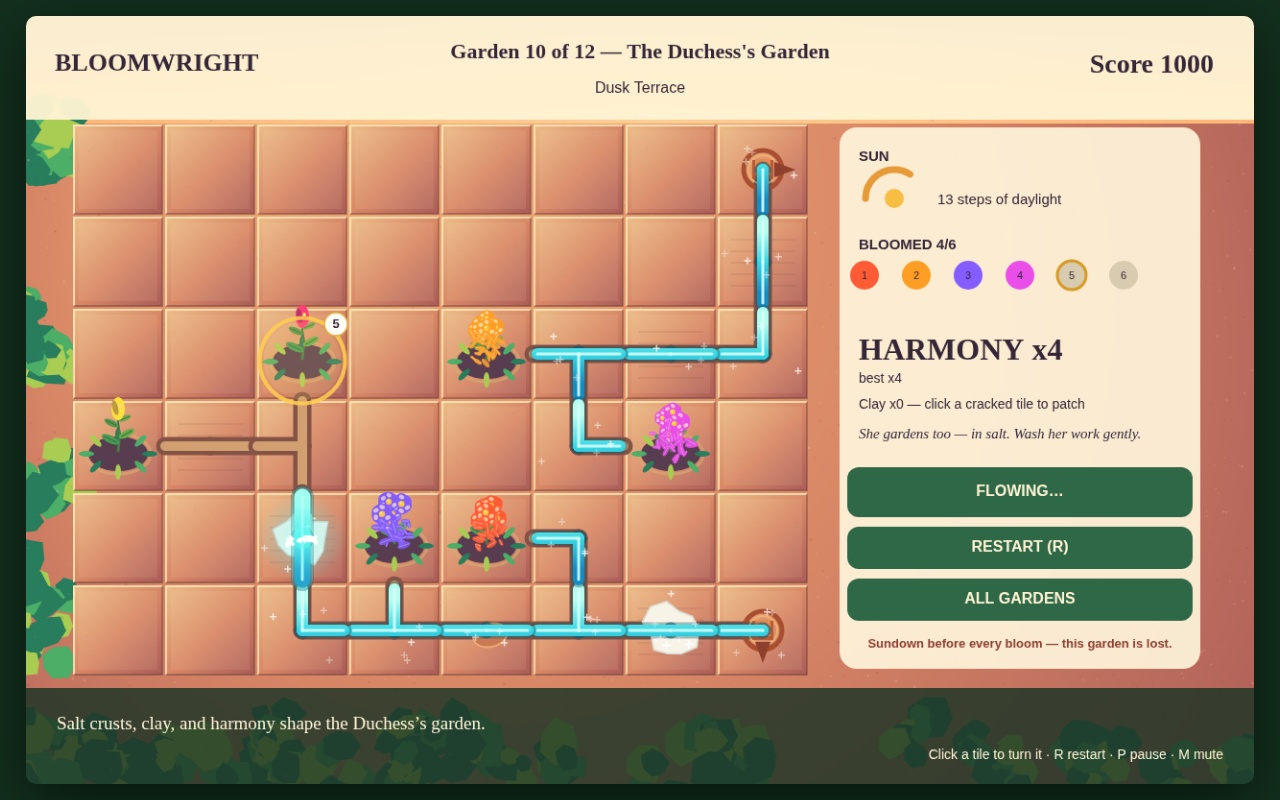 BLOOMWRIGHT
Garden 10 of 12 — The Duchess's Garden
Dusk Terrace
Score 1000
SUN
13 steps of daylight
BLOOMED 4/6
1 2 3 4 5 6
HARMONY x4
best x4
Clay x0 — click a cracked tile to patch
She gardens too — in salt. Wash her work gently.
FLOWING…
RESTART (R)
ALL GARDENS
Sundown before every bloom — this garden is lost.
5
Salt crusts, clay, and harmony shape the Duchess’s garden.
Click a tile to turn it · R restart · P pause · M mute